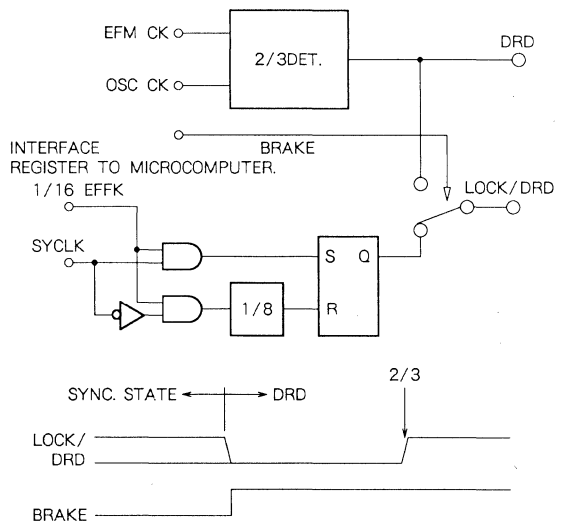 EFM CK
2/3DET.
DRD
OSC CK
BRAKE
INTERFACE
REGISTER TO MICROCOMPUTER.
1/16 EFFK
LOCK/DRD
SYCLK
S Q
1/8
R
2/3
SYNC. STATE
DRD
LOCK/
DRD
BRAKE